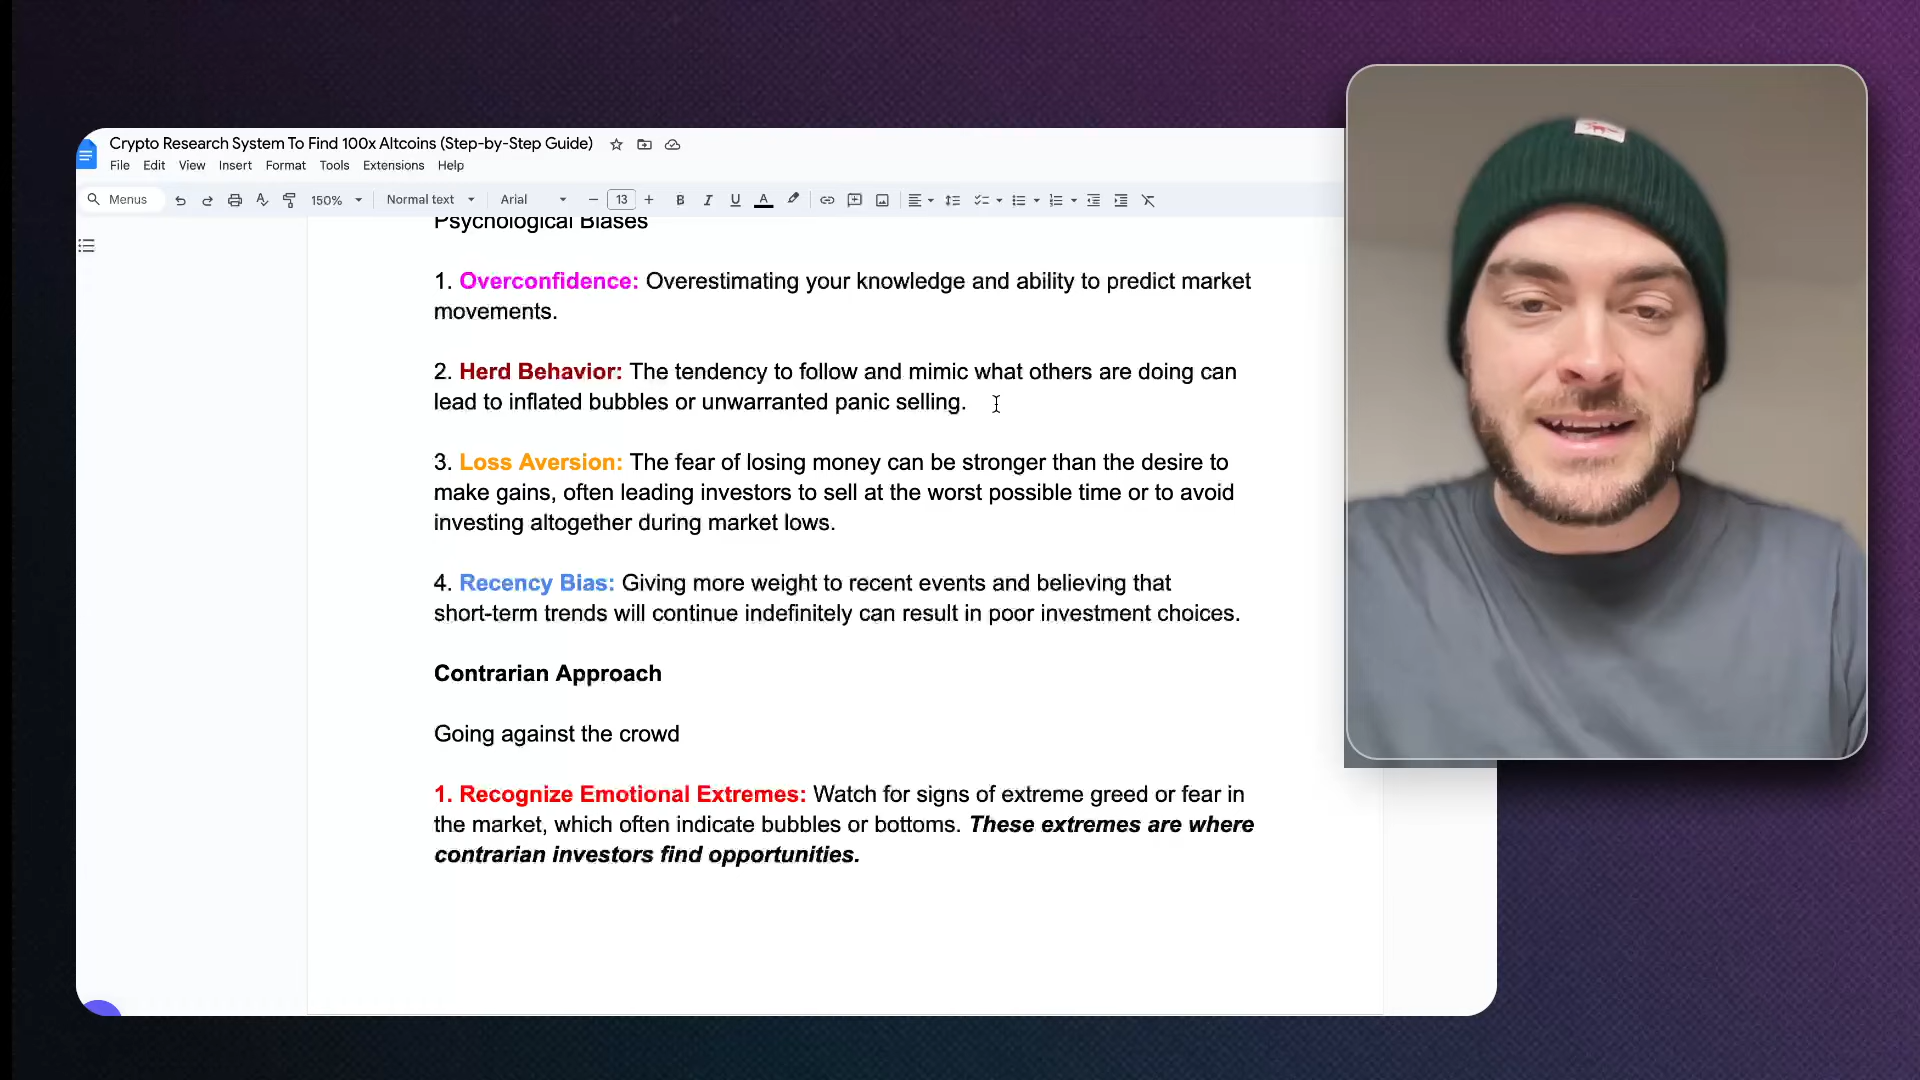 Crypto Research System To Find 100x Altcoins (Step-by-Step Guide)
File Edit View Insert Format Tools Extensions Help
Menus 150% Normal text Arial 13 B I U A
Psychological Biases
1. Overconfidence: Overestimating your knowledge and ability to predict market
movements.
2. Herd Behavior: The tendency to follow and mimic what others are doing can
lead to inflated bubbles or unwarranted panic selling.
3. Loss Aversion: The fear of losing money can be stronger than the desire to
make gains, often leading investors to sell at the worst possible time or to avoid
investing altogether during market lows.
4. Recency Bias: Giving more weight to recent events and believing that
short-term trends will continue indefinitely can result in poor investment choices.
Contrarian Approach
Going against the crowd
1. Recognize Emotional Extremes: Watch for signs of extreme greed or fear in
the market, which often indicate bubbles or bottoms. These extremes are where
contrarian investors find opportunities.